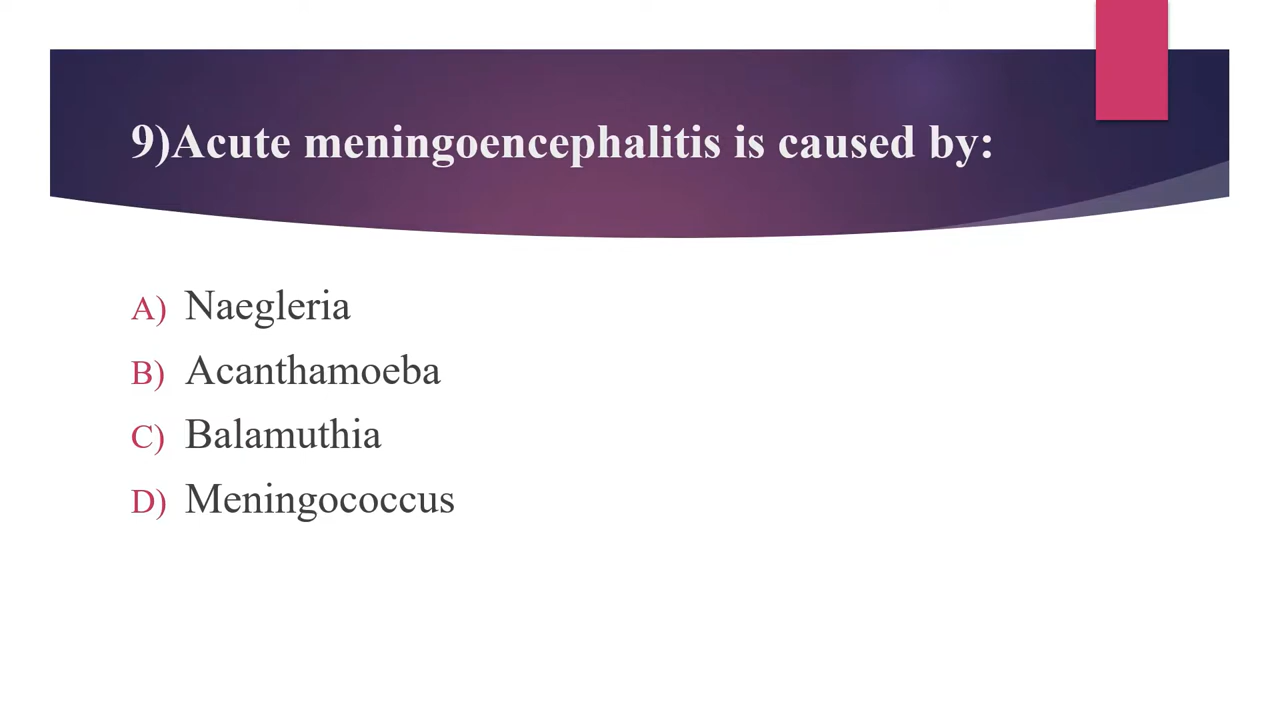 9)Acute meningoencephalitis is caused by:
A) Naegleria
B) Acanthamoeba
C) Balamuthia
D) Meningococcus